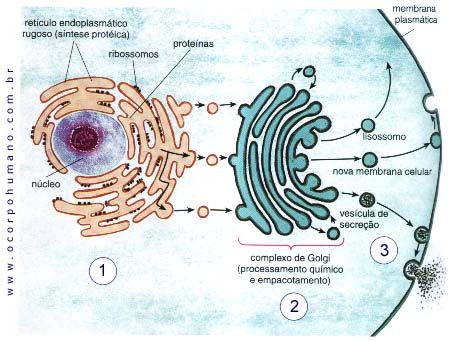 retículo endoplasmático
rugoso (síntese protéica)
ribossomos
proteínas
membrana
plasmática
núcleo
lisossomo
nova membrana celular
vesícula de
secreção
complexo de Golgi
(processamento químico
e empacotamento)
1
2
3
www.ocorpohumano.com.br